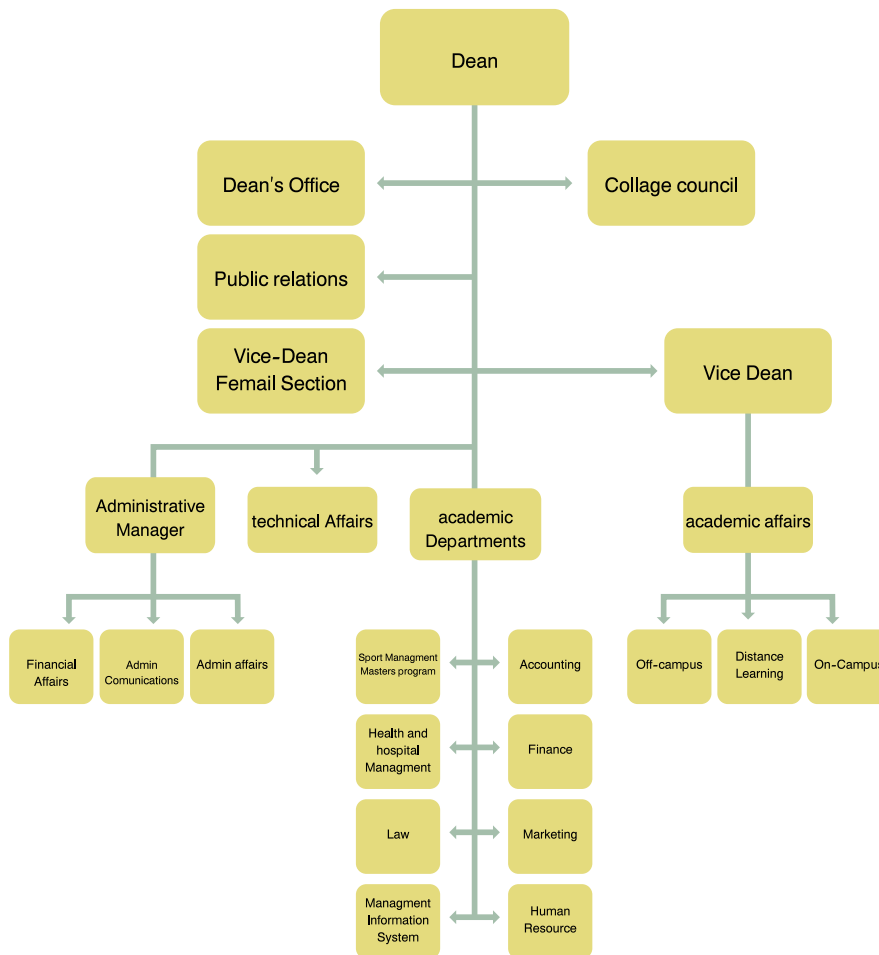 Dean
Dean's Office
Collage council
Public relations
Vice-Dean
Femail Section
Vice Dean
Administrative
Manager
technical Affairs
academic
Departments
academic affairs
Financial
Affairs
Admin
Comunications
Admin affairs
Sport Managment
Masters program
Accounting
Off-campus
Distance
Learning
On-Campus
Health and
hospital
Managment
Finance
Law
Marketing
Managment
Information
System
Human
Resource